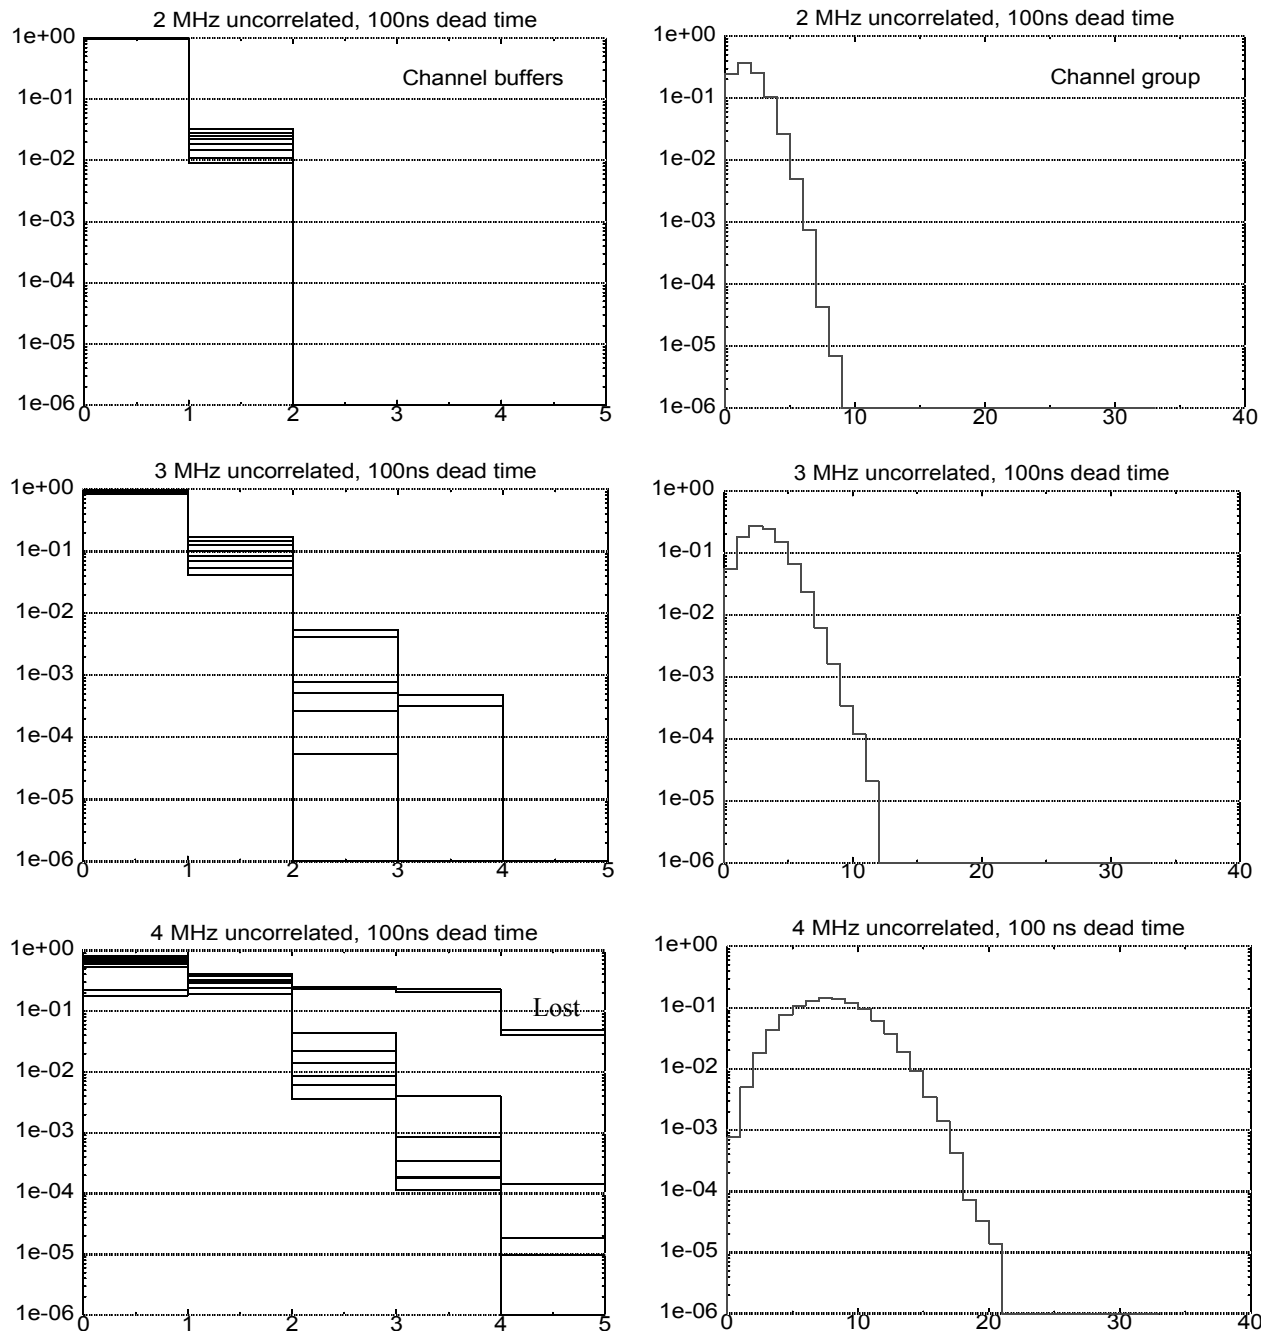 2 MHz uncorrelated, 100ns dead time
1e+00
1e-01
1e-02
1e-03
1e-04
1e-05
1e-06
Channel buffers
0 1 2 3 4 5
2 MHz uncorrelated, 100ns dead time
1e+00
1e-01
1e-02
1e-03
1e-04
1e-05
1e-06
Channel group
0 10 20 30 40
3 MHz uncorrelated, 100ns dead time
1e+00
1e-01
1e-02
1e-03
1e-04
1e-05
1e-06
0 1 2 3 4 5
3 MHz uncorrelated, 100ns dead time
1e+00
1e-01
1e-02
1e-03
1e-04
1e-05
1e-06
0 10 20 30 40
4 MHz uncorrelated, 100ns dead time
1e+00
1e-01
1e-02
1e-03
1e-04
1e-05
1e-06
Lost
0 1 2 3 4 5
4 MHz uncorrelated, 100 ns dead time
1e+00
1e-01
1e-02
1e-03
1e-04
1e-05
1e-06
0 10 20 30 40